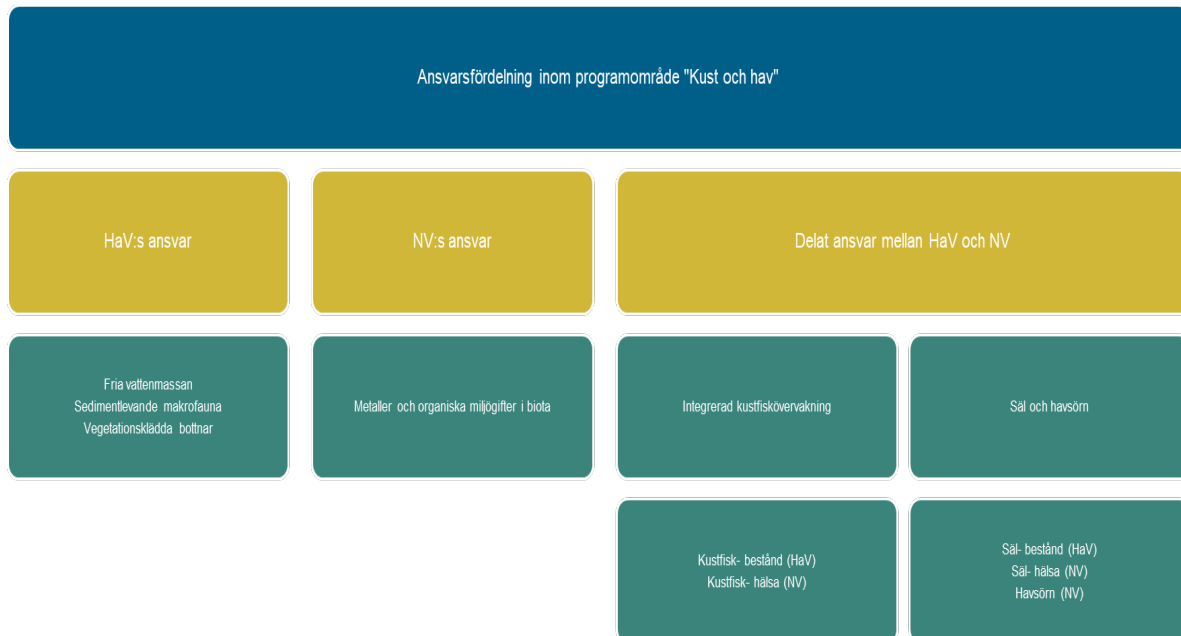 Ansvarsfördelning inom programområde "Kust och hav"
HaV:s ansvar
NV:s ansvar
Delat ansvar mellan HaV och NV
Fria vattenmassan
Sedimentlevande makrofauna
Vegetationsklädda bottnar
Metaller och organiska miljögifter i biota
Integrerad kustfiskövervakning
Säl och havsörn
Kustfisk- bestånd (HaV)
Kustfisk- hälsa (NV)
Säl- bestånd (HaV)
Säl- hälsa (NV)
Havsörn (NV)